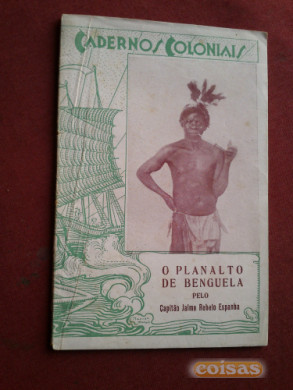 CADERNOS COLONIAIS
O PLANALTO
DE BENGUELA
PELO
Capitão Jaime Rebelo Espanha
coisas